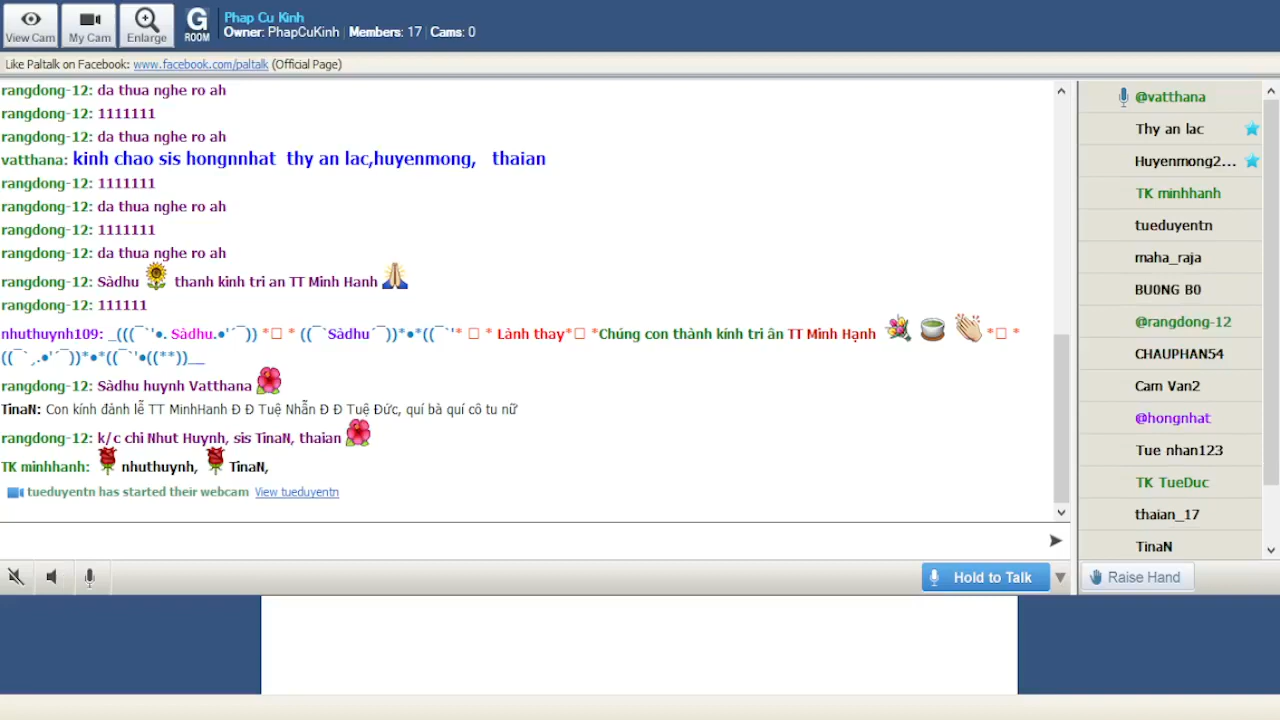 View Cam
My Cam
Enlarge
G
ROOM
Phap Cu Kinh
Owner: PhapCuKinh | Members: 17 | Cams: 0
Like Paltalk on Facebook: www.facebook.com/paltalk (Official Page)
rangdong-12: da thua nghe ro ah
rangdong-12: 1111111
rangdong-12: da thua nghe ro ah
vatthana: kinh chao sis hongnnhat thy an lac,huyenmong, thaian
rangdong-12: 1111111
rangdong-12: da thua nghe ro ah
rangdong-12: 1111111
rangdong-12: da thua nghe ro ah
rangdong-12: Sàdhu 🌻 thanh kinh tri an TT Minh Hanh 🙏
rangdong-12: 111111
nhuthuynh109: _(((¯`'•. Sàdhu.•'´¯)) *□ * ((¯`Sàdhu´¯))*•*((¯`'* □ * Lành thay*□ *Chúng con thành kính tri ân TT Minh Hạnh 💐 🍵 👏 *□ *
((¯`¸.•'´¯))*•*((¯`'•((**))__
rangdong-12: Sàdhu huynh Vatthana 🌺
TinaN: Con kính đảnh lễ TT MinhHanh Đ Đ Tuệ Nhẫn Đ Đ Tuệ Đức, quí bà quí cô tu nữ
rangdong-12: k/c chi Nhut Huynh, sis TinaN, thaian 🌺
TK minhhanh: 🌹 nhuthuynh, 🌹 TinaN,
tueduyentn has started their webcam View tueduyentn
@vatthana
Thy an lac
Huyenmong2...
TK minhhanh
tueduyentn
maha_raja
BU0NG B0
@rangdong-12
CHAUPHAN54
Cam Van2
@hongnhat
Tue nhan123
TK TueDuc
thaian_17
TinaN
Hold to Talk
Raise Hand